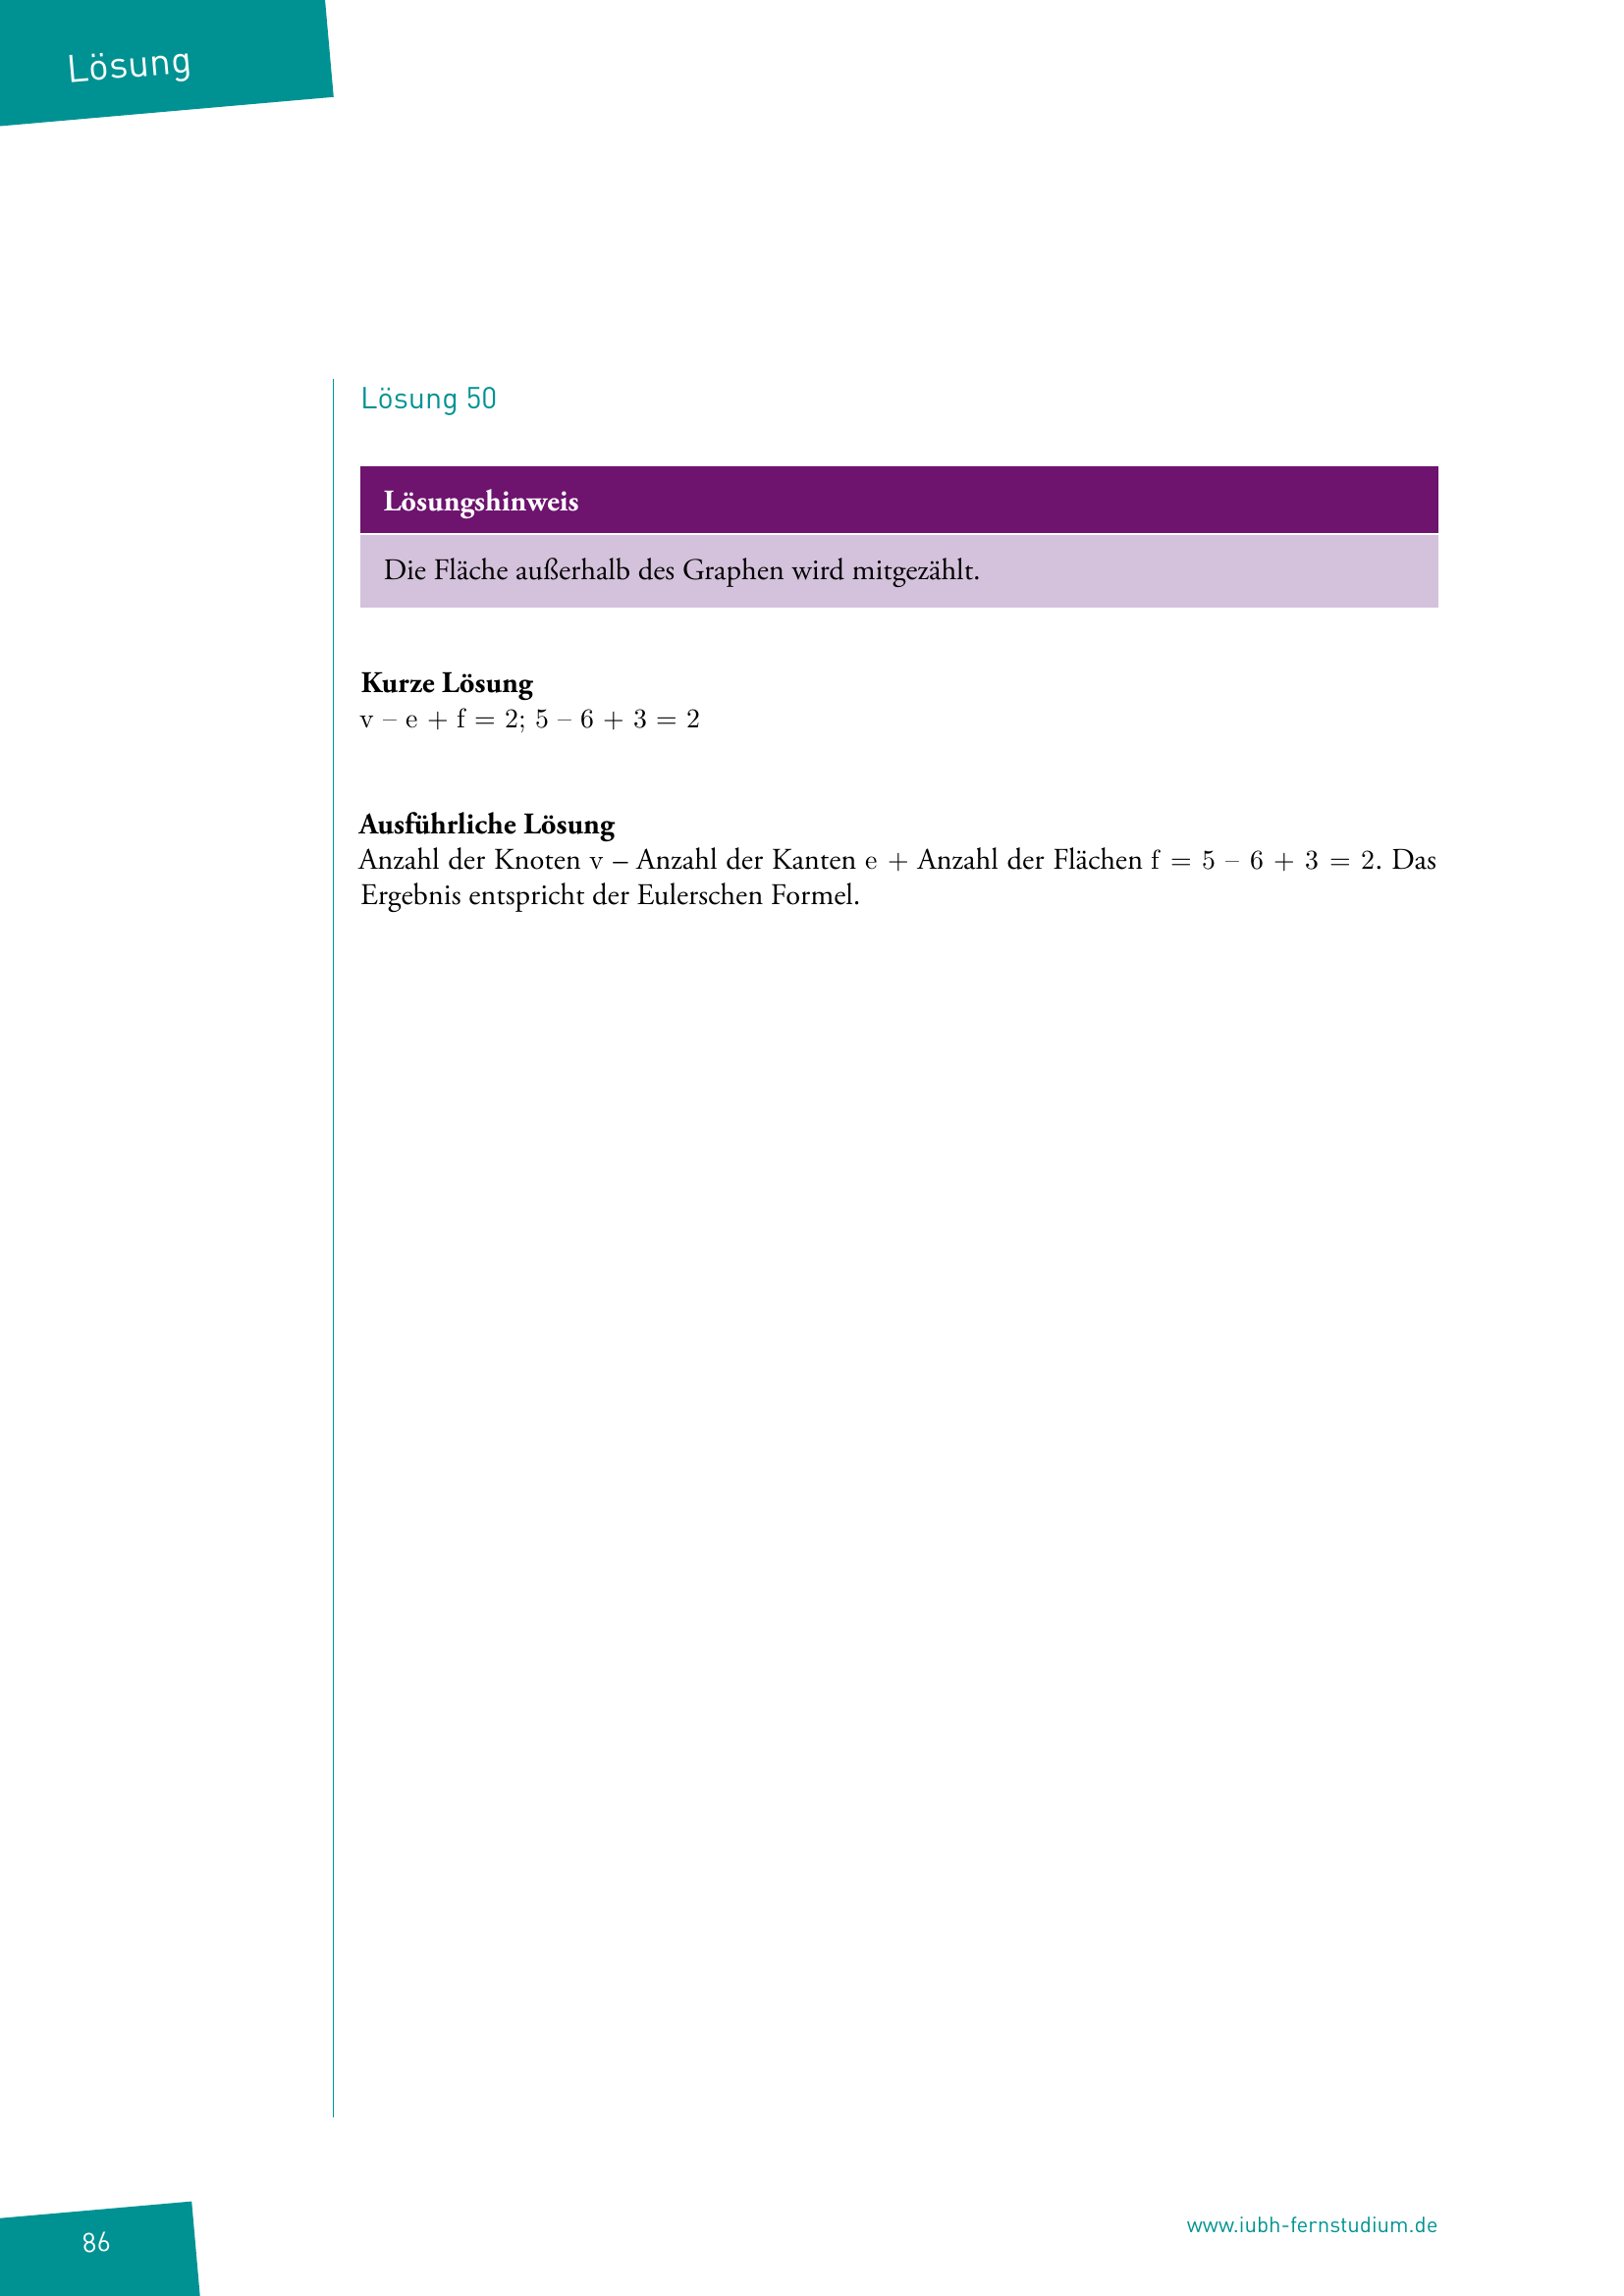 Lösung
Lösung 50
Lösungshinweis
Die Fläche außerhalb des Graphen wird mitgezählt.
Kurze Lösung
v – e + f = 2; 5 – 6 + 3 = 2
Ausführliche Lösung
Anzahl der Knoten v – Anzahl der Kanten e + Anzahl der Flächen f = 5 – 6 + 3 = 2. Das
Ergebnis entspricht der Eulerschen Formel.
86
www.iubh-fernstudium.de